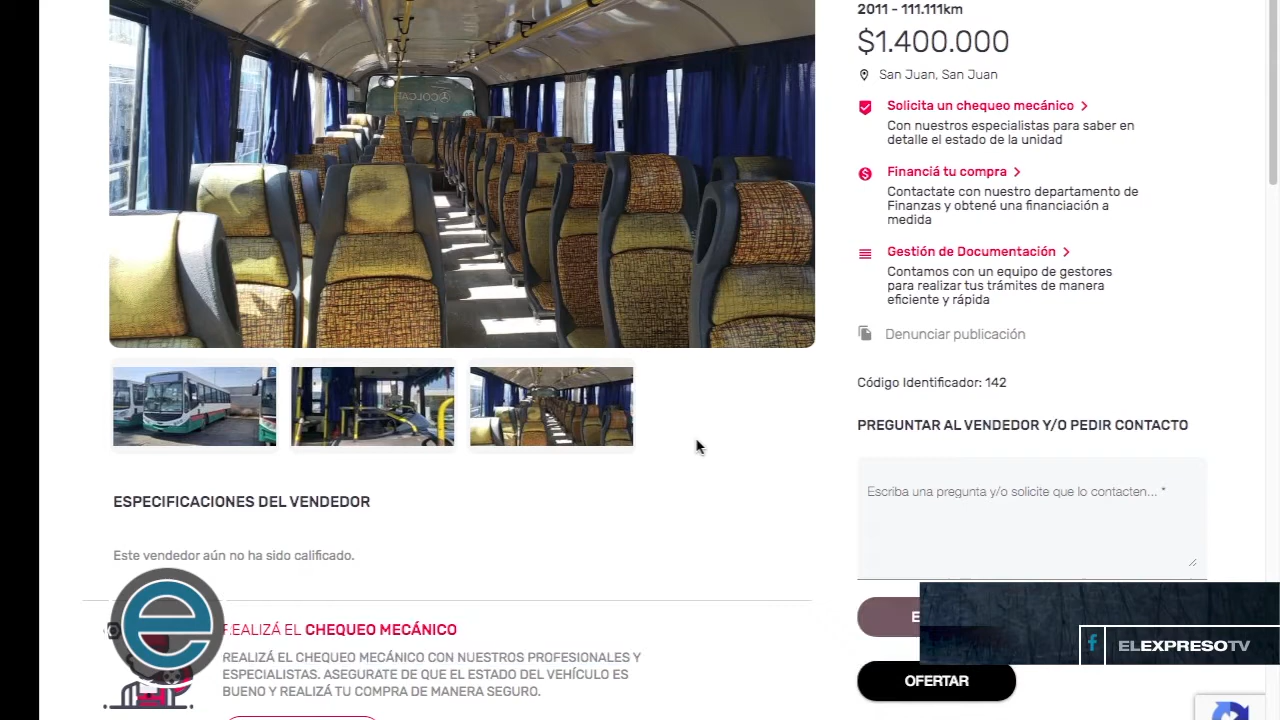 2011 - 111.111km
$1.400.000
San Juan, San Juan
Solicita un chequeo mecánico
Con nuestros especialistas para saber en
detalle el estado de la unidad
Financiá tu compra
Contactate con nuestro departamento de
Finanzas y obtené una financiación a
medida
Gestión de Documentación
Contamos con un equipo de gestores
para realizar tus trámites de manera
eficiente y rápida
Denunciar publicación
Código Identificador: 142
PREGUNTAR AL VENDEDOR Y/O PEDIR CONTACTO
Escriba una pregunta y/o solicite que lo contacten... *
OFERTAR
ESPECIFICACIONES DEL VENDEDOR
Este vendedor aún no ha sido calificado.
REALIZÁ EL CHEQUEO MECÁNICO
REALIZÁ EL CHEQUEO MECÁNICO CON NUESTROS PROFESIONALES Y
ESPECIALISTAS. ASEGURATE DE QUE EL ESTADO DEL VEHÍCULO ES
BUENO Y REALIZÁ TU COMPRA DE MANERA SEGURO.
e
f ELEXPRESOTV